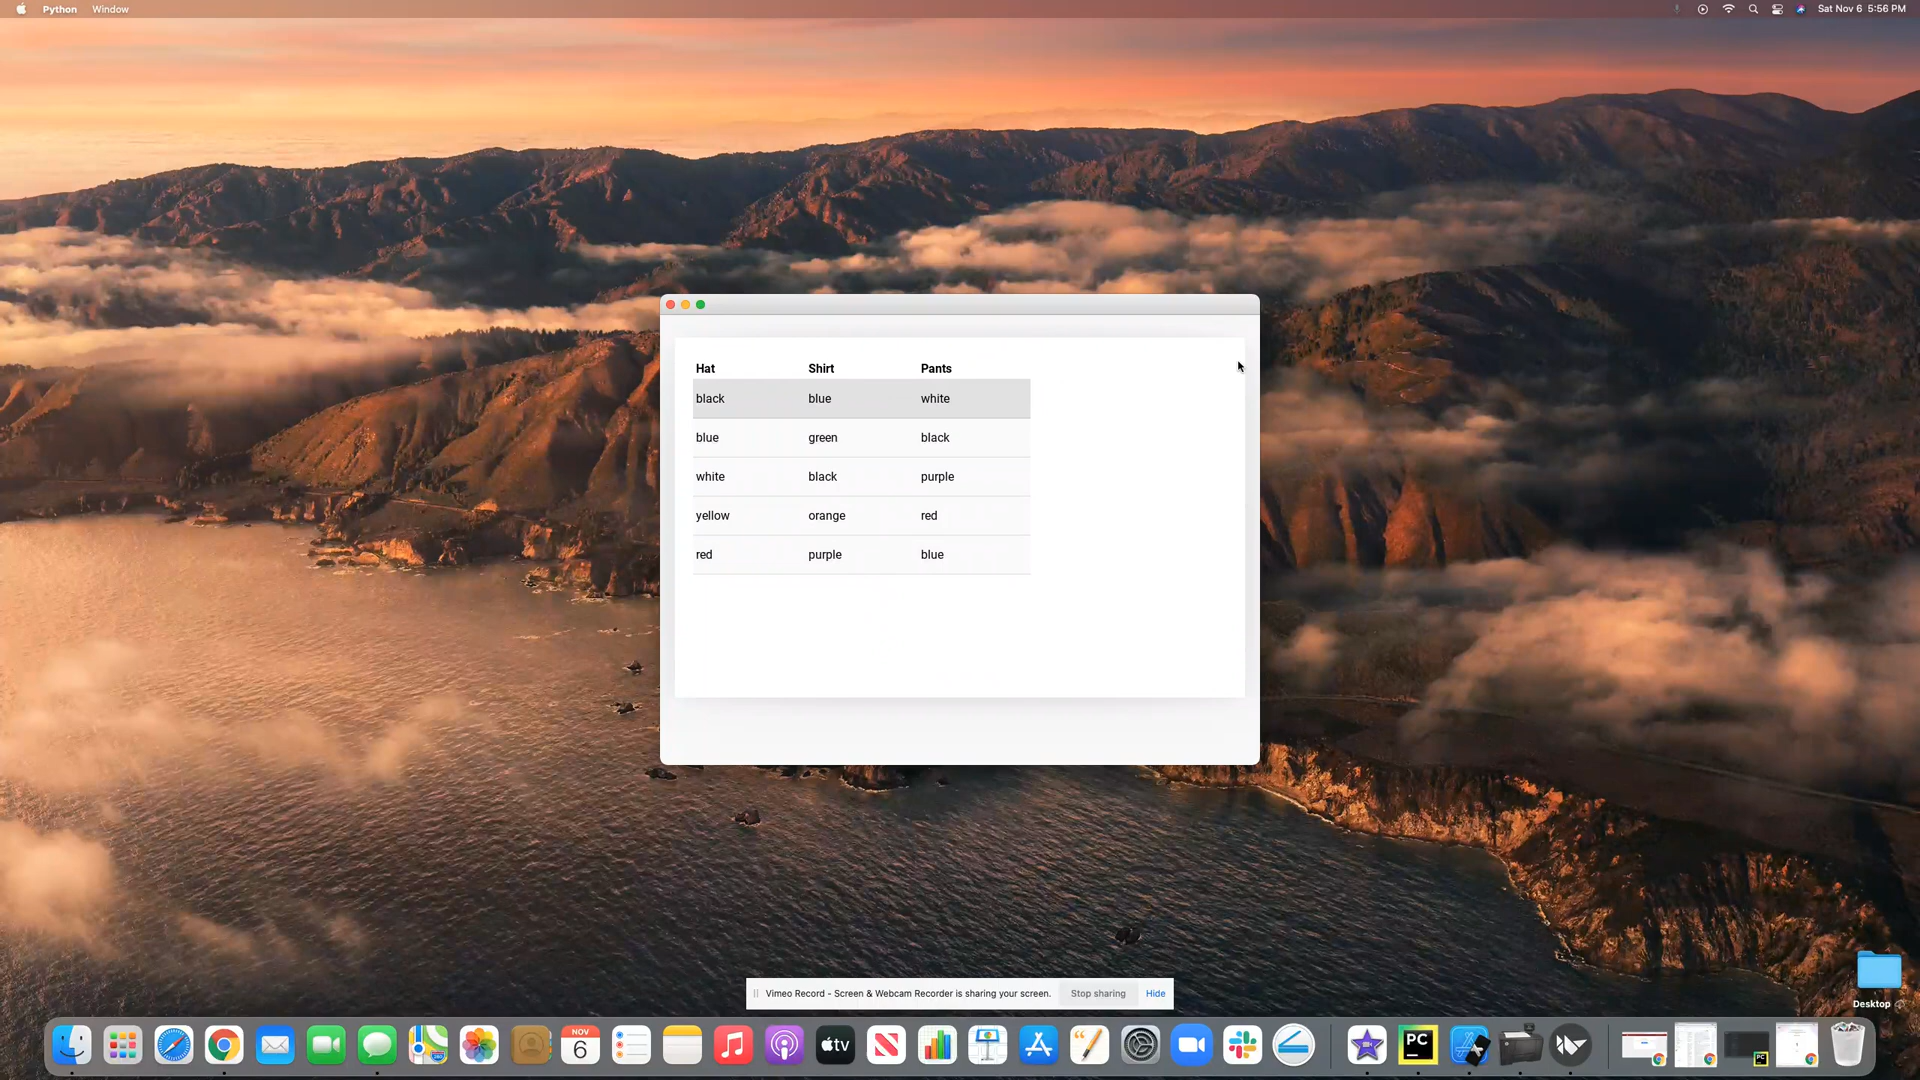 Python Window
Sat Nov 6 5:56 PM
Hat Shirt Pants
black blue white
blue green black
white black purple
yellow orange red
red purple blue
Desktop
Vimeo Record - Screen & Webcam Recorder is sharing your screen. Stop sharing Hide
NOV
6
tv
PC